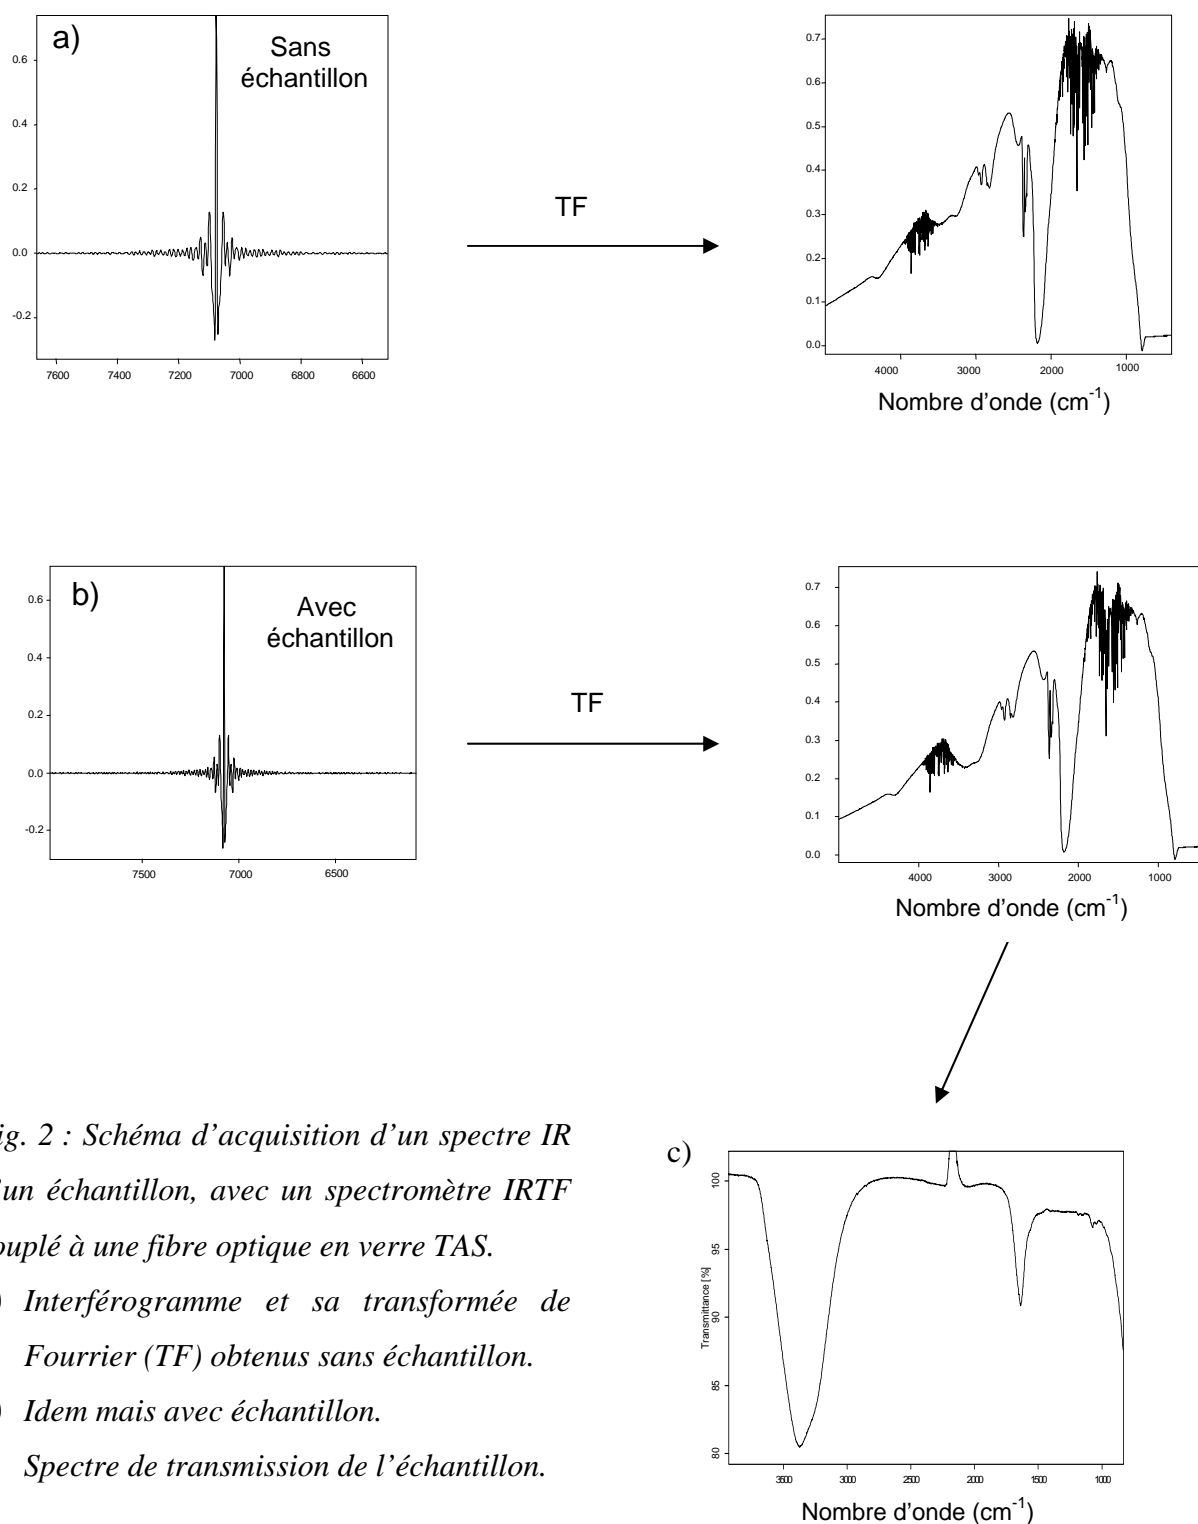 a)
Sans
échantillon
0.6
0.4
0.2
0.0
-0.2
7600 7400 7200 7000 6800 6600
TF
0.7
0.6
0.5
0.4
0.3
0.2
0.1
0.0
4000 3000 2000 1000
Nombre d'onde (cm-1)
b)
Avec
échantillon
0.6
0.4
0.2
0.0
-0.2
7500 7000 6500
TF
0.7
0.6
0.5
0.4
0.3
0.2
0.1
0.0
4000 3000 2000 1000
Nombre d'onde (cm-1)
ig. 2 : Schéma d'acquisition d'un spectre IR
'un échantillon, avec un spectromètre IRTF
ouplé à une fibre optique en verre TAS.
) Interférogramme et sa transformée de
Fourrier (TF) obtenus sans échantillon.
) Idem mais avec échantillon.
Spectre de transmission de l'échantillon.
c)
Transmittance [%]
100
95
90
85
80
3500 3000 2500 2000 1500 1000
Nombre d'onde (cm-1)